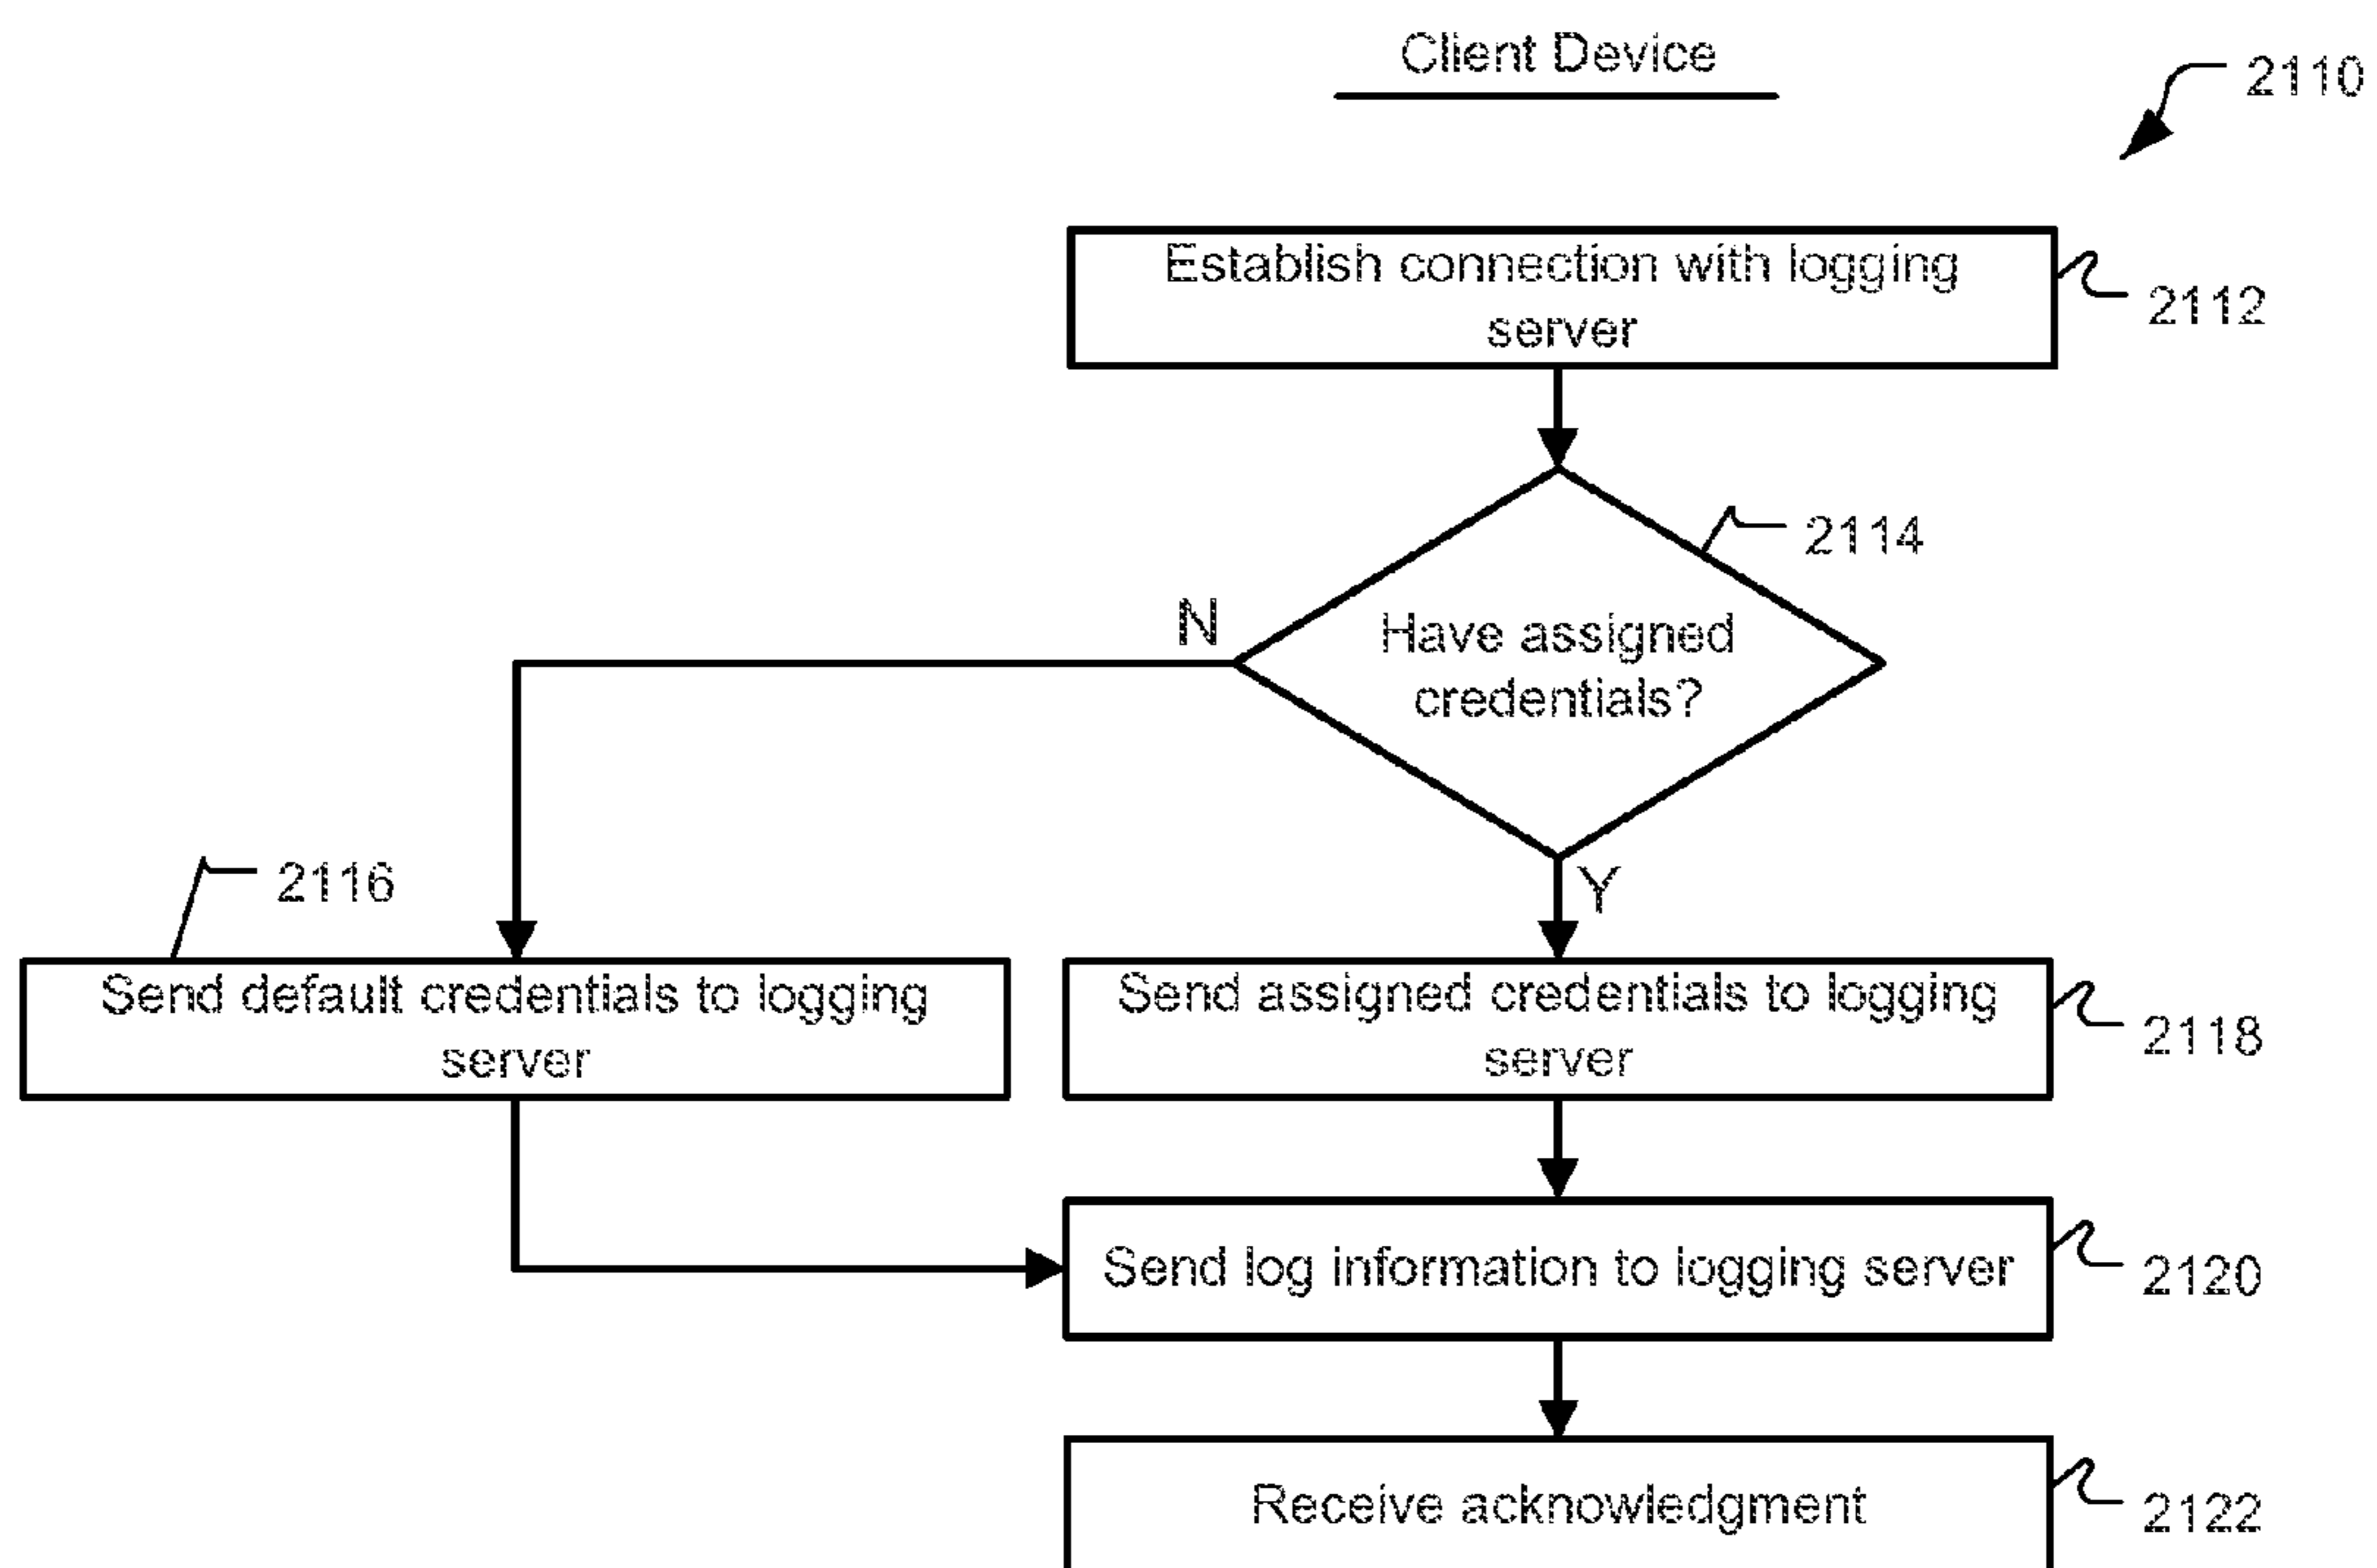 Client Device
2110
Establish connection with logging
server
2112
2114
Have assigned
credentials?
N
Y
2116
Send default credentials to logging
server
Send assigned credentials to logging
server
2118
Send log information to logging server
2120
Receive acknowledgment
2122